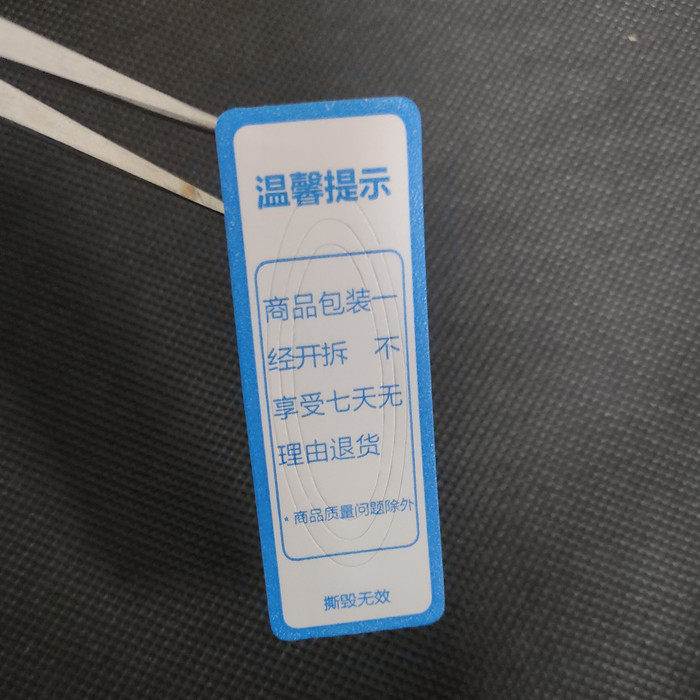 温馨提示
商品包装一
经开拆 不
享受七天无
理由退货
* 商品质量问题除外
撕毁无效